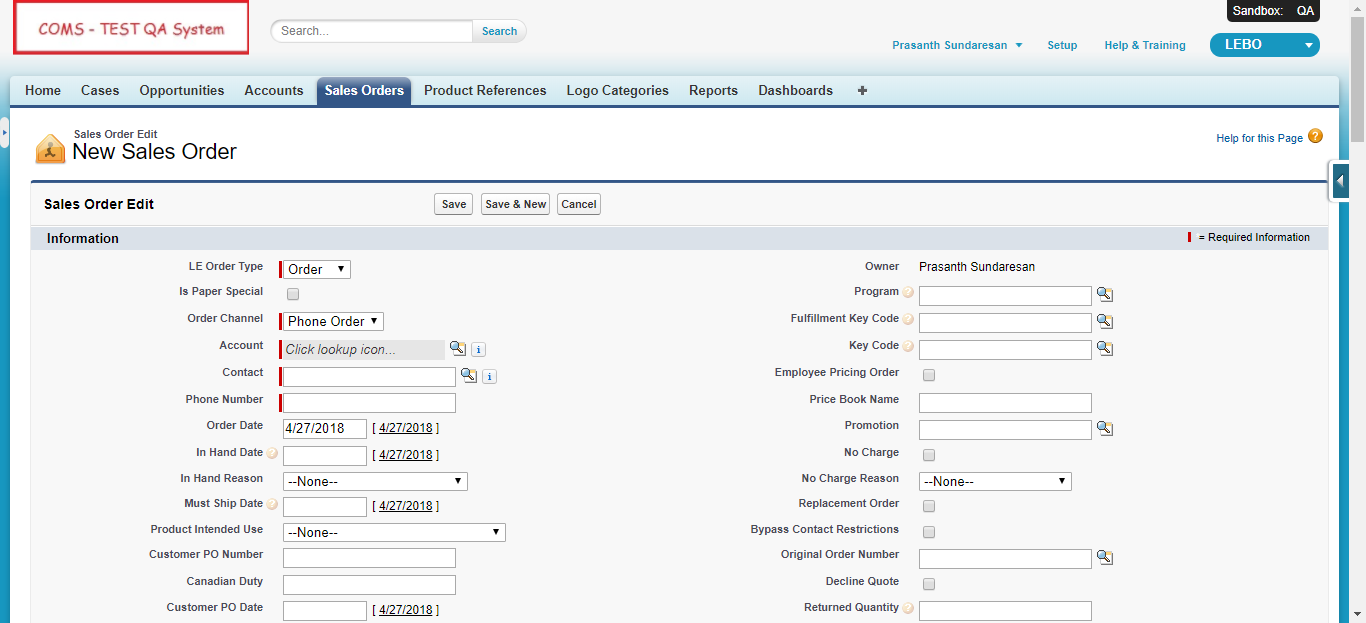 COMS - TEST QA System
Search...
Search
Sandbox: QA
Prasanth Sundaresan
Setup
Help & Training
LEBO
Home
Cases
Opportunities
Accounts
Sales Orders
Product References
Logo Categories
Reports
Dashboards
+
Sales Order Edit
New Sales Order
Help for this Page ?
Sales Order Edit
Save
Save & New
Cancel
Information
= Required Information
LE Order Type Order
Is Paper Special
Order Channel Phone Order
Account Click lookup icon... i
Contact i
Phone Number
Order Date 4/27/2018 [ 4/27/2018 ]
In Hand Date ? [ 4/27/2018 ]
In Hand Reason --None--
Must Ship Date ? [ 4/27/2018 ]
Product Intended Use --None--
Customer PO Number
Canadian Duty
Customer PO Date [ 4/27/2018 ]
Owner Prasanth Sundaresan
Program ?
Fulfillment Key Code ?
Key Code ?
Employee Pricing Order
Price Book Name
Promotion
No Charge
No Charge Reason --None--
Replacement Order
Bypass Contact Restrictions
Original Order Number
Decline Quote
Returned Quantity ?